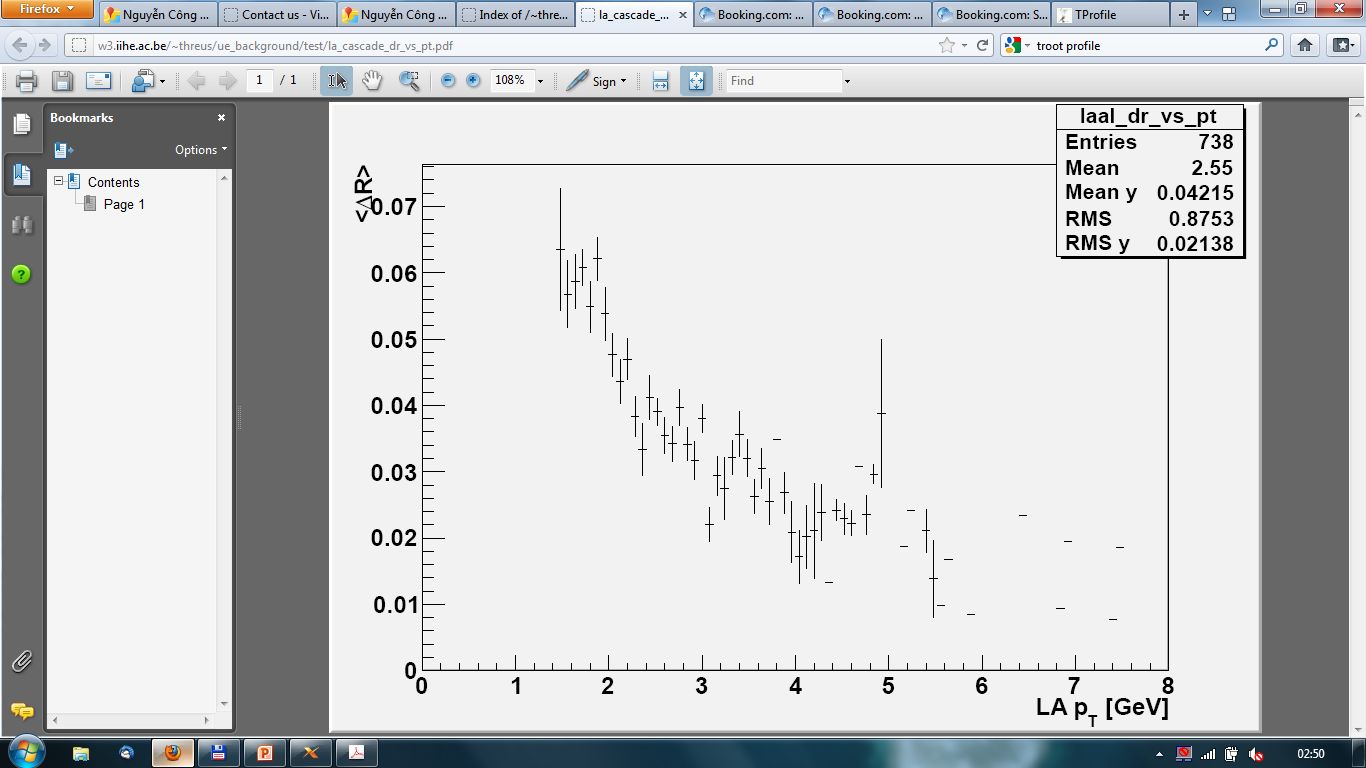 Firefox
Nguyễn Công ...
Contact us - Vi...
Nguyễn Công ...
Index of /~thre...
la_cascade_...
Booking.com: ...
Booking.com: ...
Booking.com: S...
TProfile
w3.iihe.ac.be/~threus/ue_background/test/la_cascade_dr_vs_pt.pdf
troot profile
1 / 1
108%
Sign
Find
Bookmarks
Options
Contents
Page 1
laal_dr_vs_pt
Entries 738
Mean 2.55
Mean y 0.04215
RMS 0.8753
RMS y 0.02138
<ΔR>
0.07
0.06
0.05
0.04
0.03
0.02
0.01
0
0 1 2 3 4 5 6 7 8
LA pT [GeV]
02:50